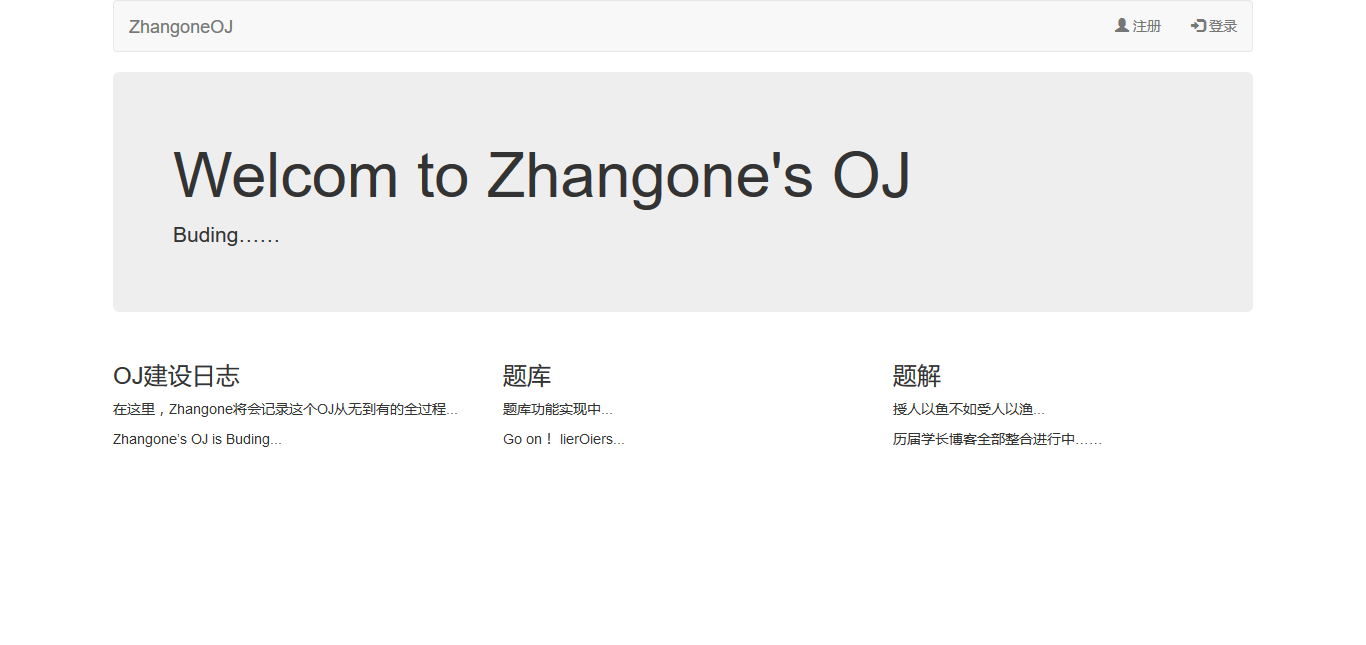 ZhangoneOJ 注册 登录
Welcom to Zhangone's OJ
Buding……
OJ建设日志
在这里，Zhangone将会记录这个OJ从无到有的全过程...
Zhangone’s OJ is Buding...
题库
题库功能实现中...
Go on！ lierOiers...
题解
授人以鱼不如受人以渔...
历届学长博客全部整合进行中……